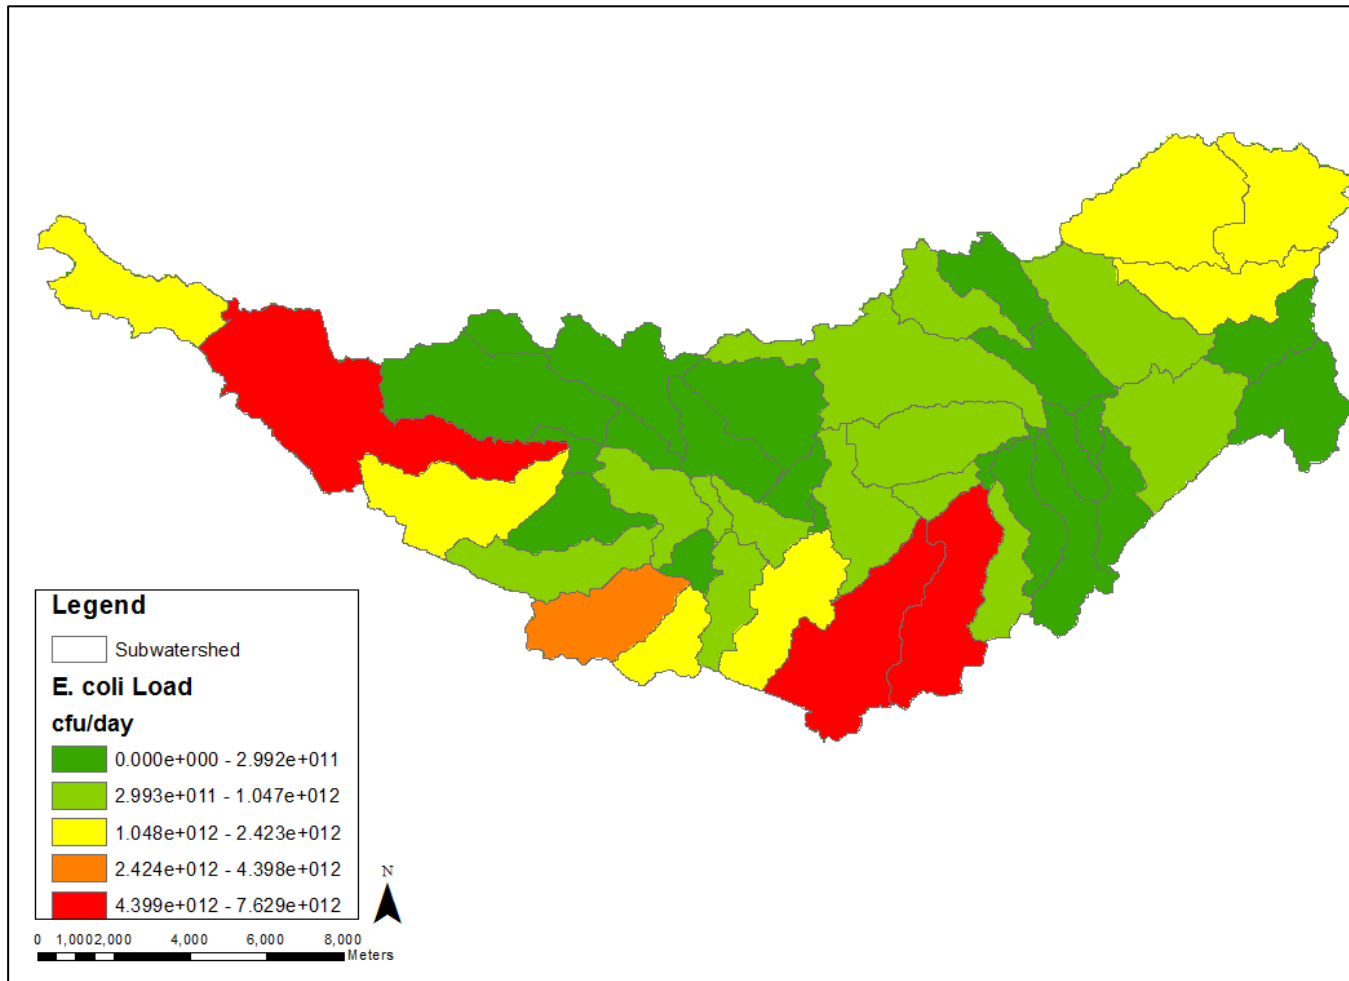 Legend
Subwatershed
E. coli Load
cfu/day
0.000e+000 - 2.992e+011
2.993e+011 - 1.047e+012
1.048e+012 - 2.423e+012
2.424e+012 - 4.398e+012
4.399e+012 - 7.629e+012
N
0 1,000 2,000 4,000 6,000 8,000
Meters